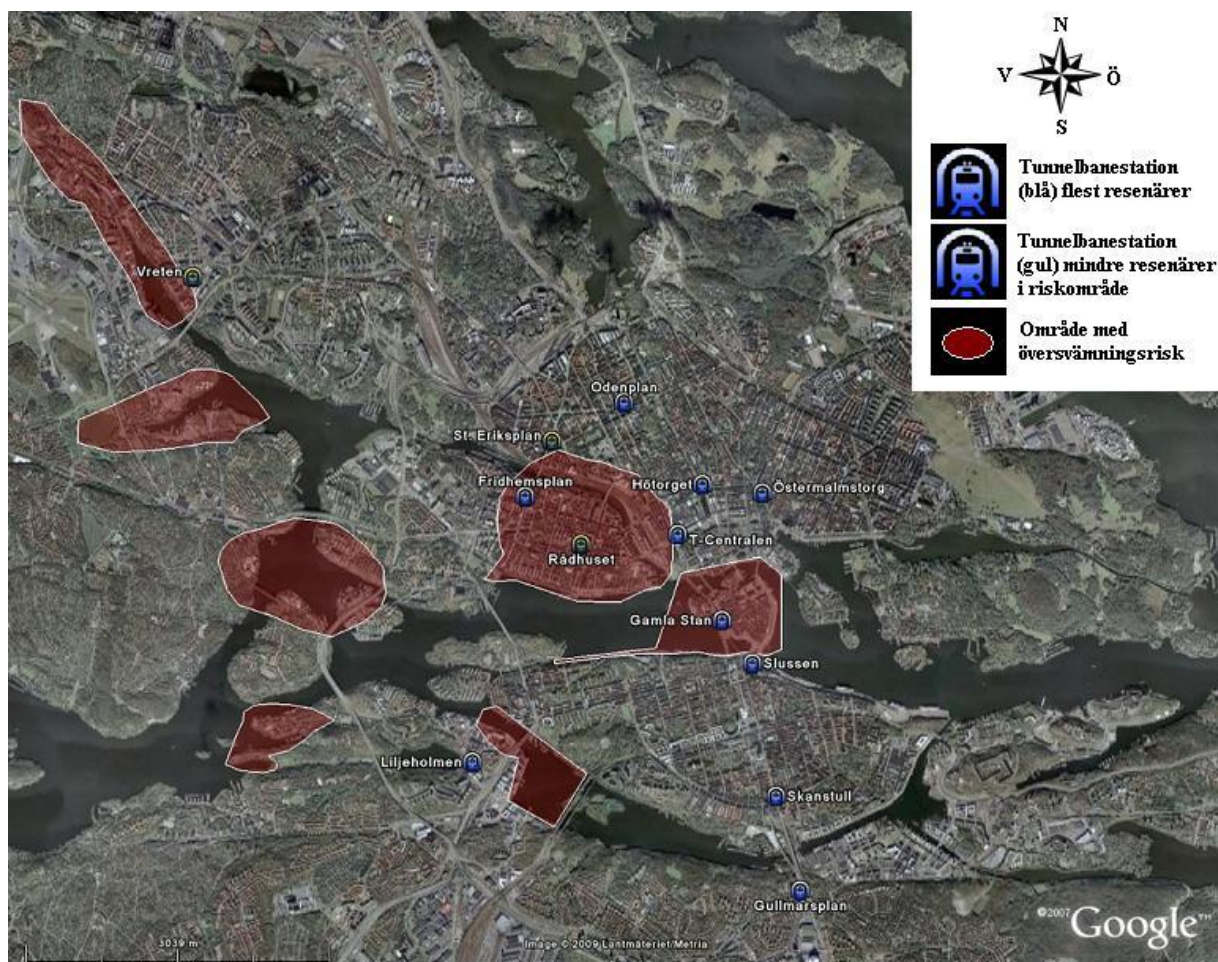 N
V
Ö
S
Tunnelbanestation
(blå) flest resenärer
Tunnelbanestation
(gul) mindre resenärer
i riskområde
Område med
översvämningsrisk
Vreten
Odenplan
St. Eriksplan
Fridhemsplan
Hötorget
Östermalmstorg
T-Centralen
Rådhuset
Gamla Stan
Slussen
Liljeholmen
Skanstull
Gullmarsplan
©2007 Google™
3039 m
Image © 2009 Lantmäteriet/Metria